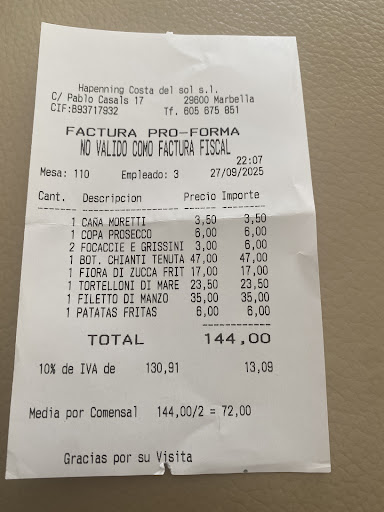 Hapenning Costa del sol s.l.
C/ Pablo Casals 17 29600 Marbella
CIF:B93717932 Tf. 605 675 851
FACTURA PRO-FORMA
NO VALIDO COMO FACTURA FISCAL
22:07
Mesa: 110 Empleado: 3 27/09/2025
Cant. Descripcion Precio Importe
1 CAÑA MORETTI 3,50 3,50
1 COPA PROSECCO 6,00 6,00
2 FOCACCIE E GRISSINI 3,00 6,00
1 BOT. CHIANTI TENUTA 47,00 47,00
1 FIORA DI ZUCCA FRIT 17,00 17,00
1 TORTELLONI DI MARE 23,50 23,50
1 FILETTO DI MANZO 35,00 35,00
1 PATATAS FRITAS 6,00 6,00
TOTAL 144,00
10% de IVA de 130,91 13,09
Media por Comensal 144,00/2 = 72,00
Gracias por su Visita